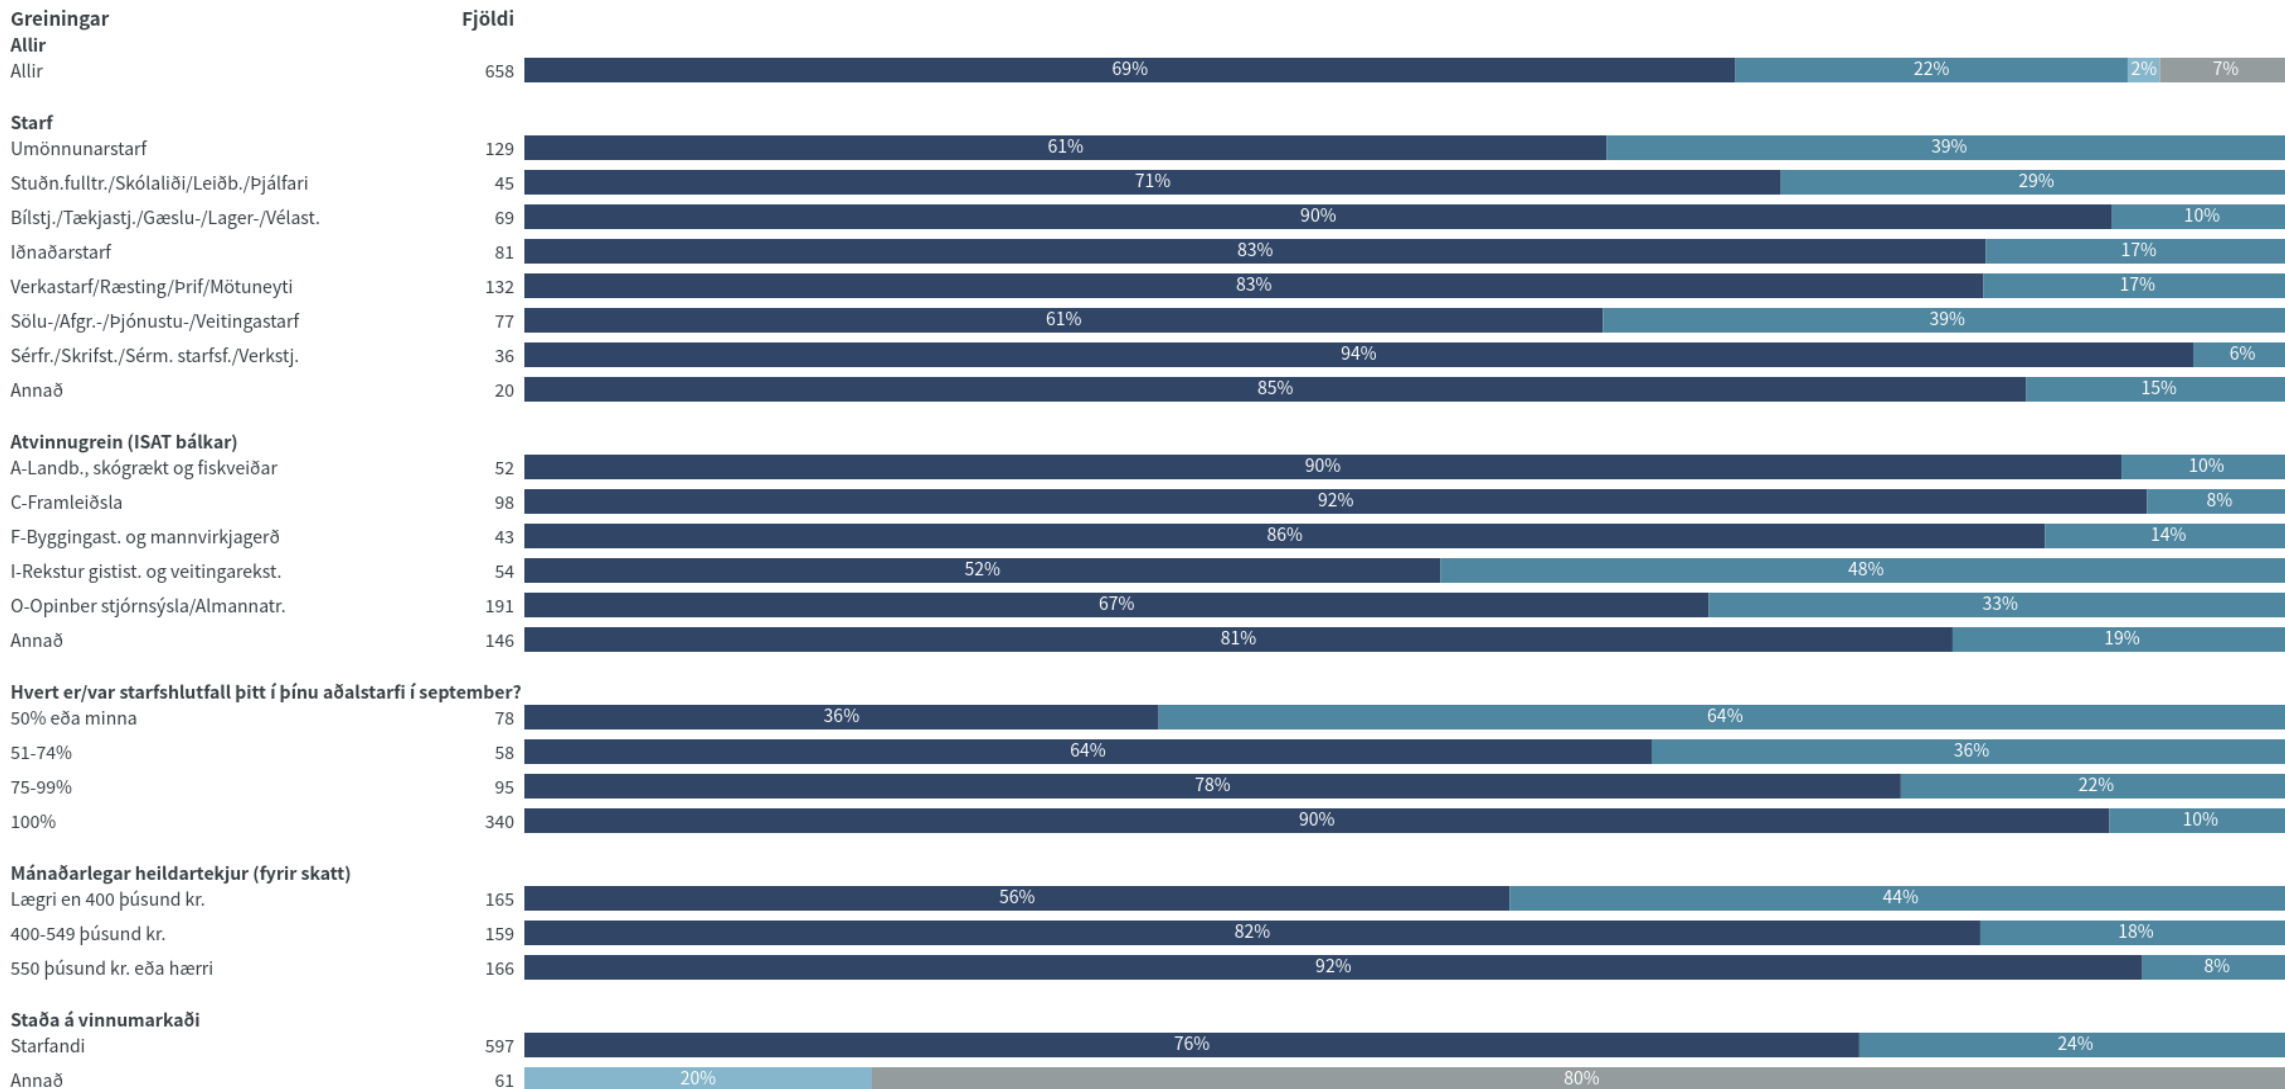 Greiningar Fjöldi
Allir
Allir 658 69% 22% 2% 7%
Starf
Umönnunarstarf 129 61% 39%
Stuðn.fulltr./Skólaliði/Leiðb./Þjálfari 45 71% 29%
Bílstj./Tækjastj./Gæslu-/Lager-/Vélast. 69 90% 10%
Iðnaðarstarf 81 83% 17%
Verkastarf/Ræsting/Þrif/Mötuneyti 132 83% 17%
Sölu-/Afgr.-/Þjónustu-/Veitingastarf 77 61% 39%
Sérfr./Skrifst./Sérm. starfsf./Verkstj. 36 94% 6%
Annað 20 85% 15%
Atvinnugrein (ISAT bálkar)
A-Landb., skógrækt og fiskveiðar 52 90% 10%
C-Framleiðsla 98 92% 8%
F-Byggingast. og mannvirkjagerð 43 86% 14%
I-Rekstur gistist. og veitingarekst. 54 52% 48%
O-Opinber stjórnsýsla/Almannatr. 191 67% 33%
Annað 146 81% 19%
Hvert er/var starfshlutfall þitt í þínu aðalstarfi í september?
50% eða minna 78 36% 64%
51-74% 58 64% 36%
75-99% 95 78% 22%
100% 340 90% 10%
Mánaðarlegar heildartekjur (fyrir skatt)
Lægri en 400 þúsund kr. 165 56% 44%
400-549 þúsund kr. 159 82% 18%
550 þúsund kr. eða hærri 166 92% 8%
Staða á vinnumarkaði
Starfandi 597 76% 24%
Annað 61 20% 80%